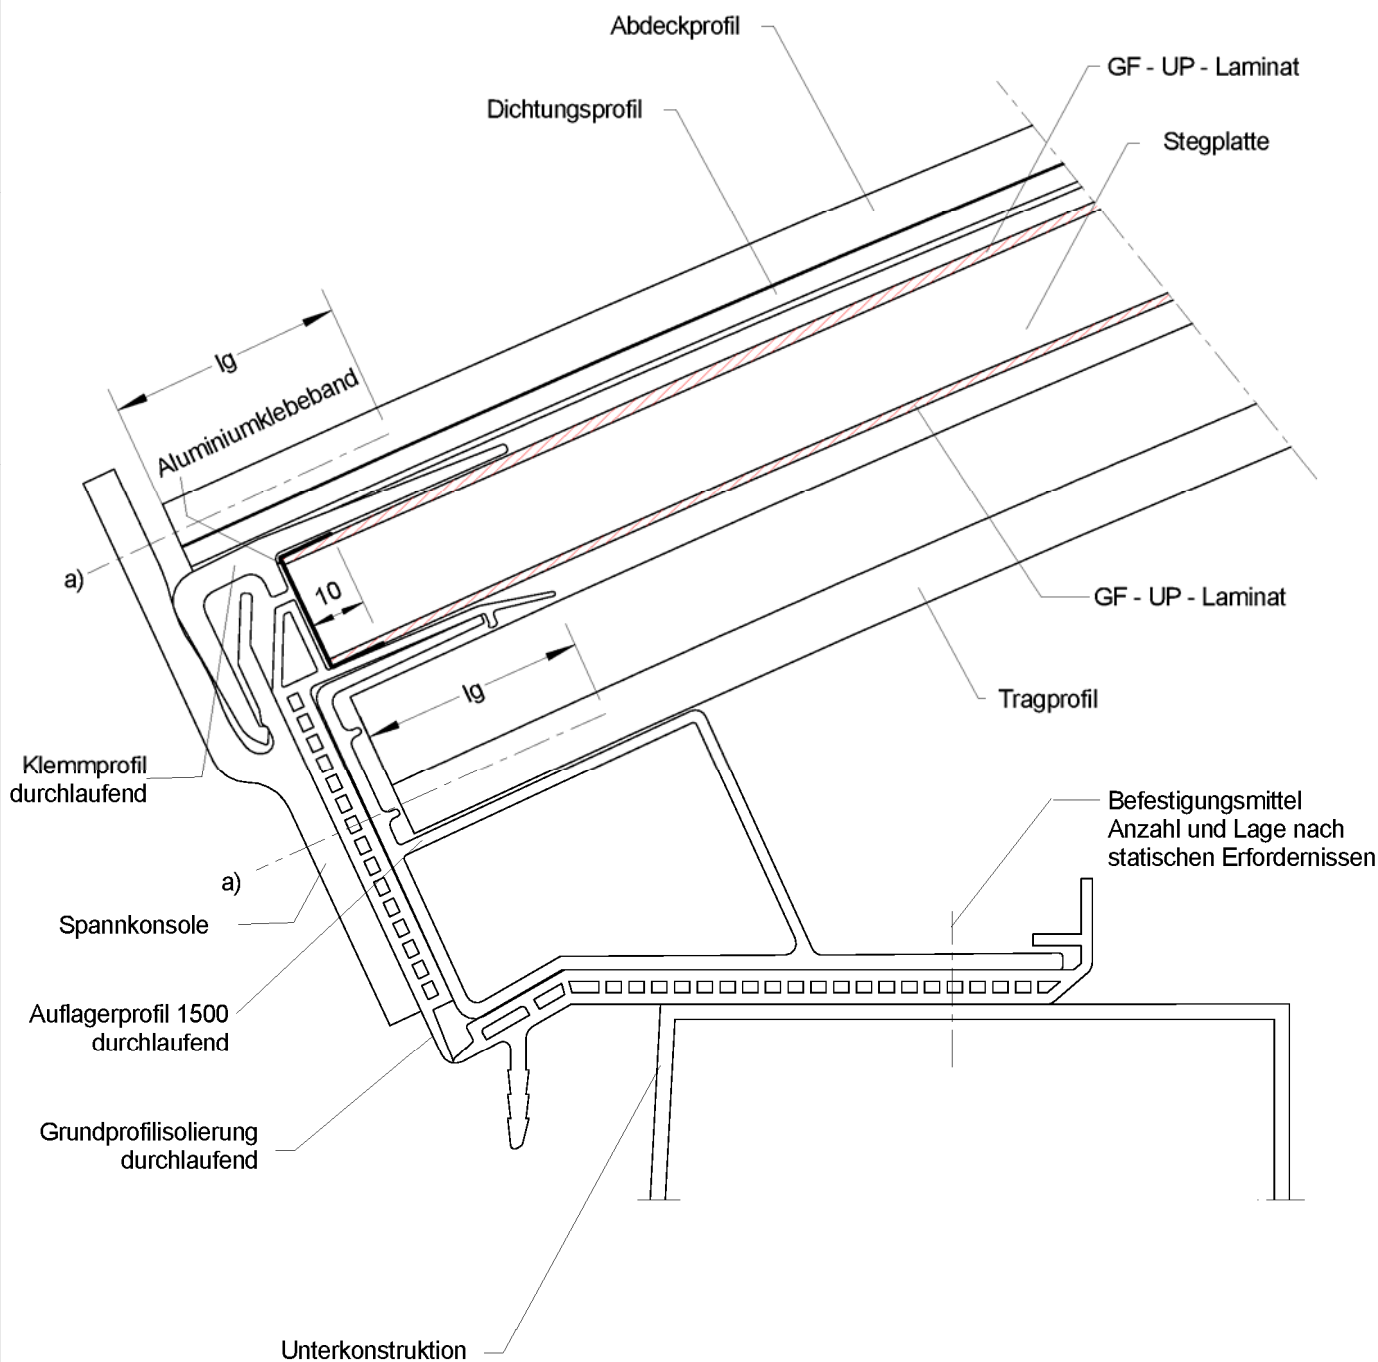 Abdeckprofil
GF - UP - Laminat
Dichtungsprofil
Stegplatte
lg
Aluminiumklebeband
a)
10
GF - UP - Laminat
lg
Tragprofil
Klemmprofil
durchlaufend
Befestigungsmittel
Anzahl und Lage nach
statischen Erfordernissen
a)
Spannkonsole
Auflagerprofil 1500
durchlaufend
Grundprofilisolierung
durchlaufend
Unterkonstruktion